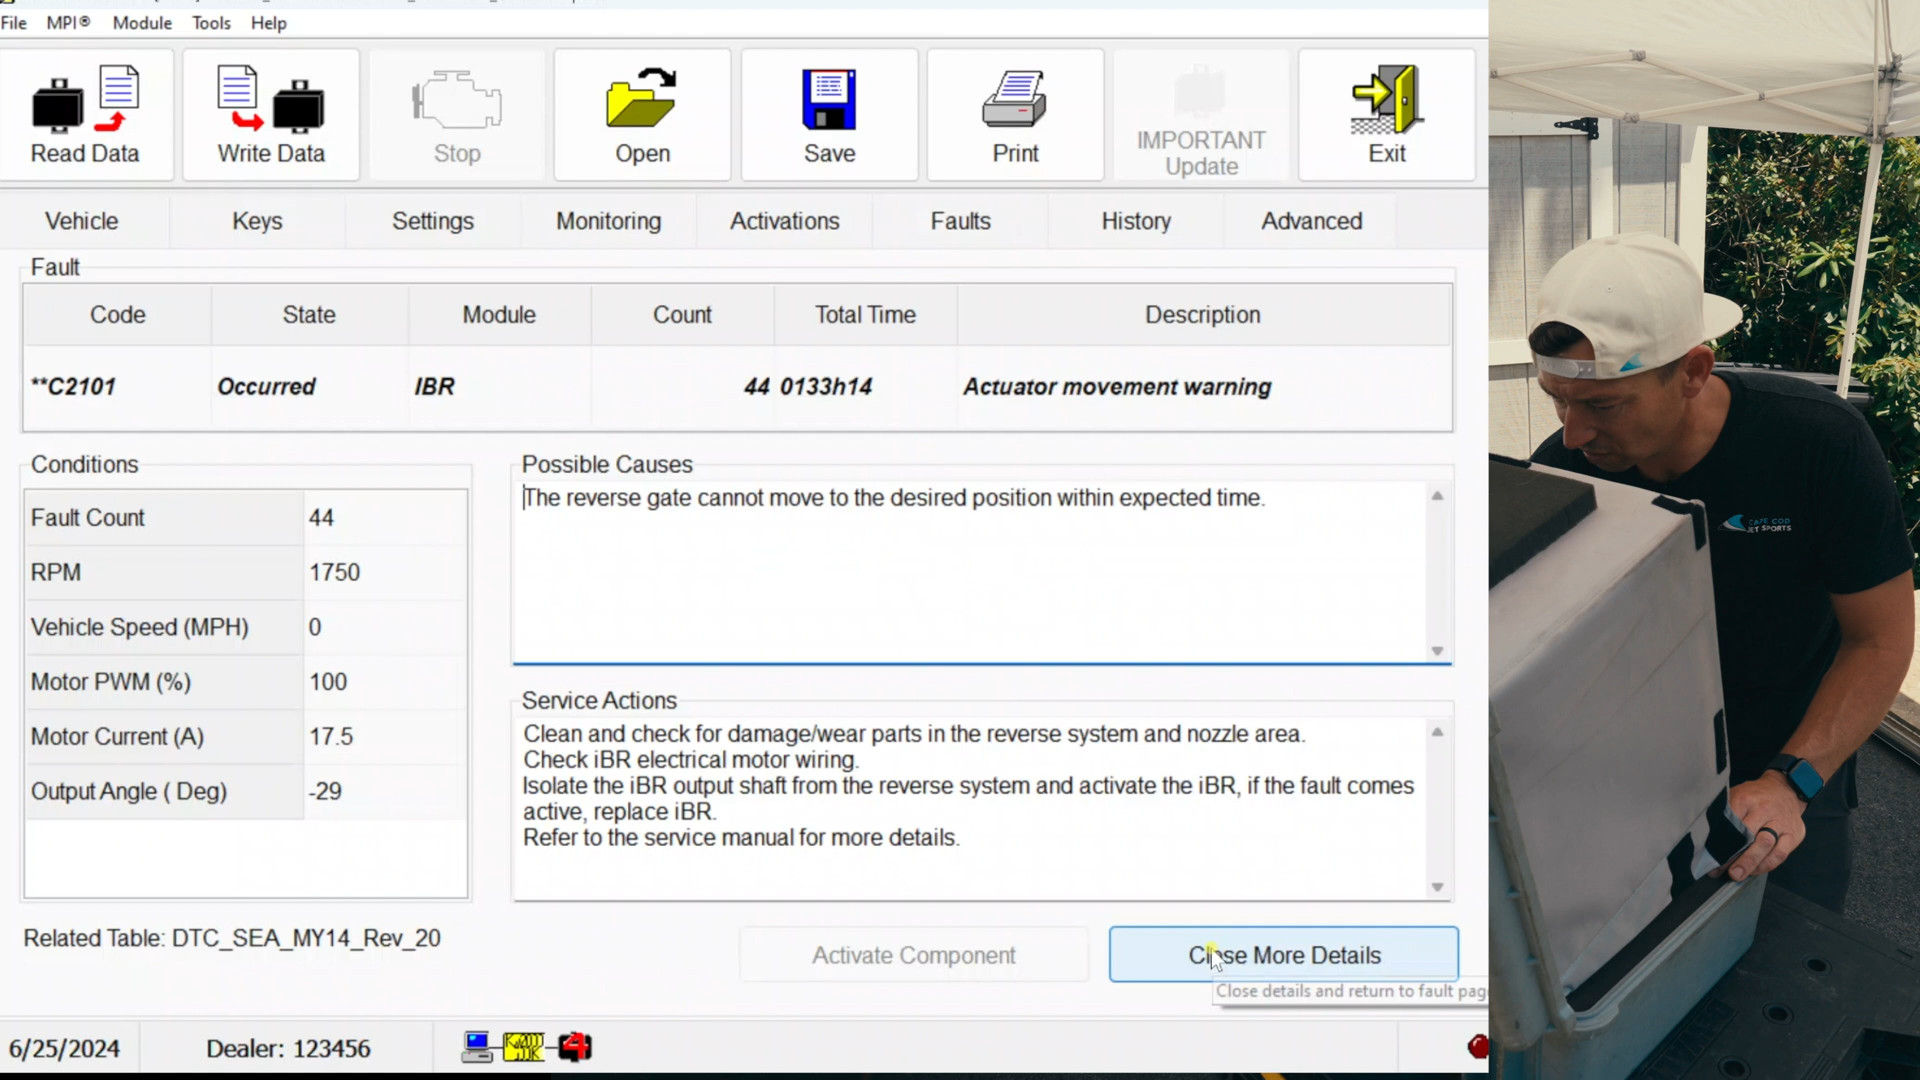 File MPI® Module Tools Help
Read Data
Write Data
Stop
Open
Save
Print
IMPORTANT
Update
Exit
Vehicle Keys Settings Monitoring Activations Faults History Advanced
Fault
Code State Module Count Total Time Description
**C2101 Occurred IBR 44 0133h14 Actuator movement warning
Conditions
Fault Count 44
RPM 1750
Vehicle Speed (MPH) 0
Motor PWM (%) 100
Motor Current (A) 17.5
Output Angle ( Deg) -29
Possible Causes
The reverse gate cannot move to the desired position within expected time.
Service Actions
Clean and check for damage/wear parts in the reverse system and nozzle area.
Check iBR electrical motor wiring.
Isolate the iBR output shaft from the reverse system and activate the iBR, if the fault comes
active, replace iBR.
Refer to the service manual for more details.
Related Table: DTC_SEA_MY14_Rev_20
Activate Component
Close More Details
Close details and return to fault pag
6/25/2024 Dealer: 123456
4
CAPE COD
JET SPORTS